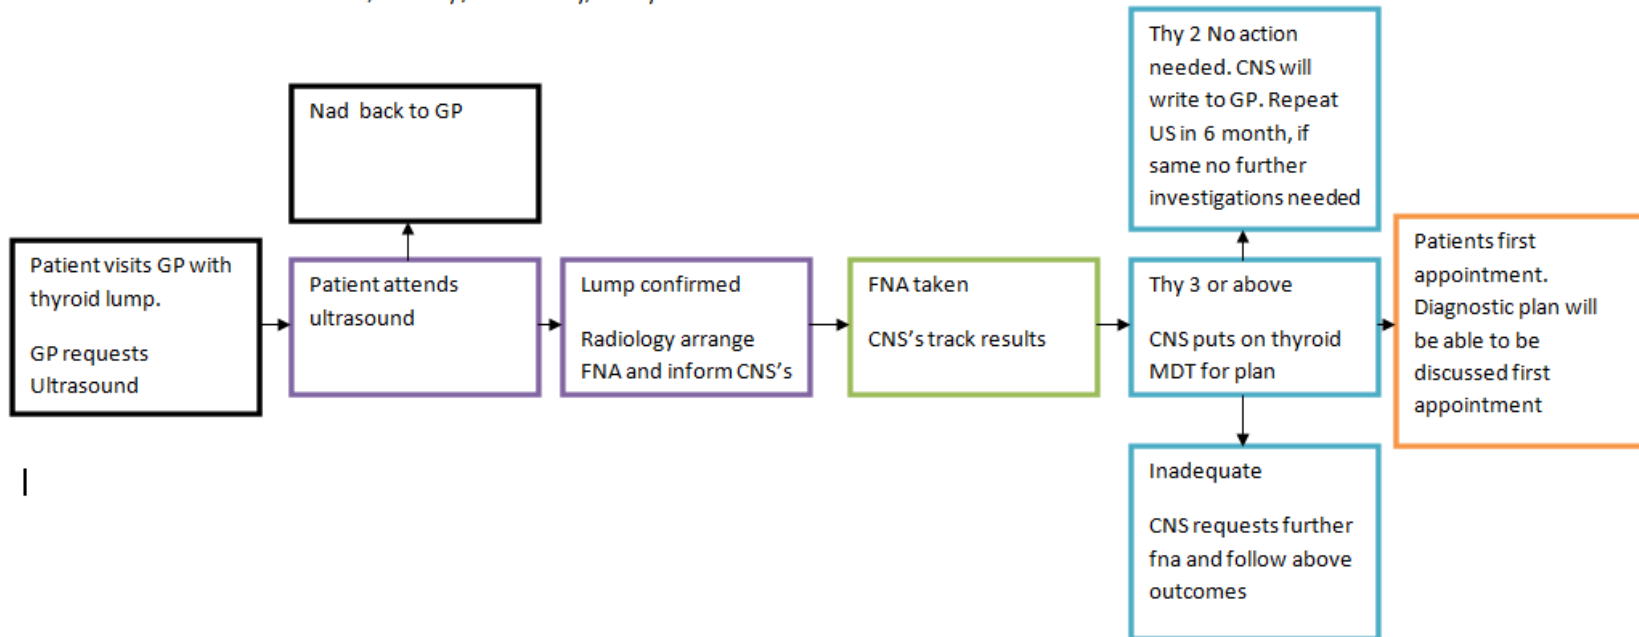 Patient visits GP with
thyroid lump.
GP requests
Ultrasound
Nad back to GP
Patient attends
ultrasound
Lump confirmed
Radiology arrange
FNA and inform CNS's
FNA taken
CNS's track results
Thy 2 No action
needed. CNS will
write to GP. Repeat
US in 6 month, if
same no further
investigations needed
Thy 3 or above
CNS puts on thyroid
MDT for plan
Inadequate
CNS requests further
fna and follow above
outcomes
Patients first
appointment.
Diagnostic plan will
be able to be
discussed first
appointment